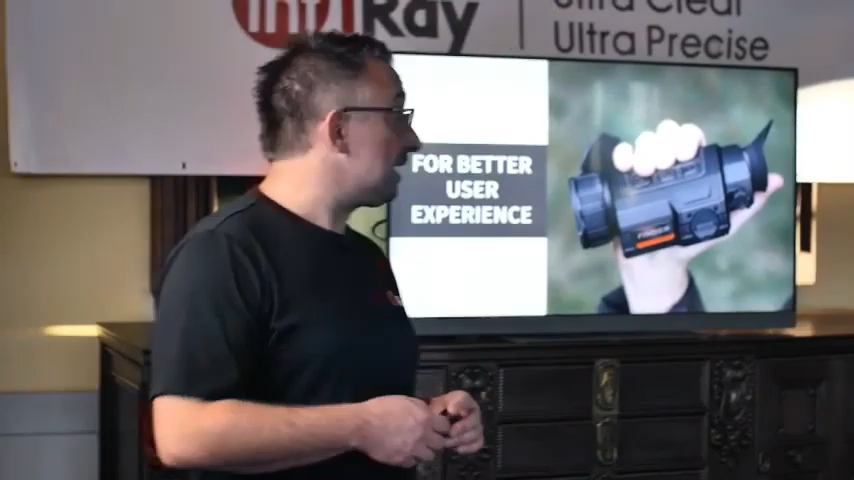 InfiRay
Ultra Clear
Ultra Precise
FOR BETTER
USER
EXPERIENCE